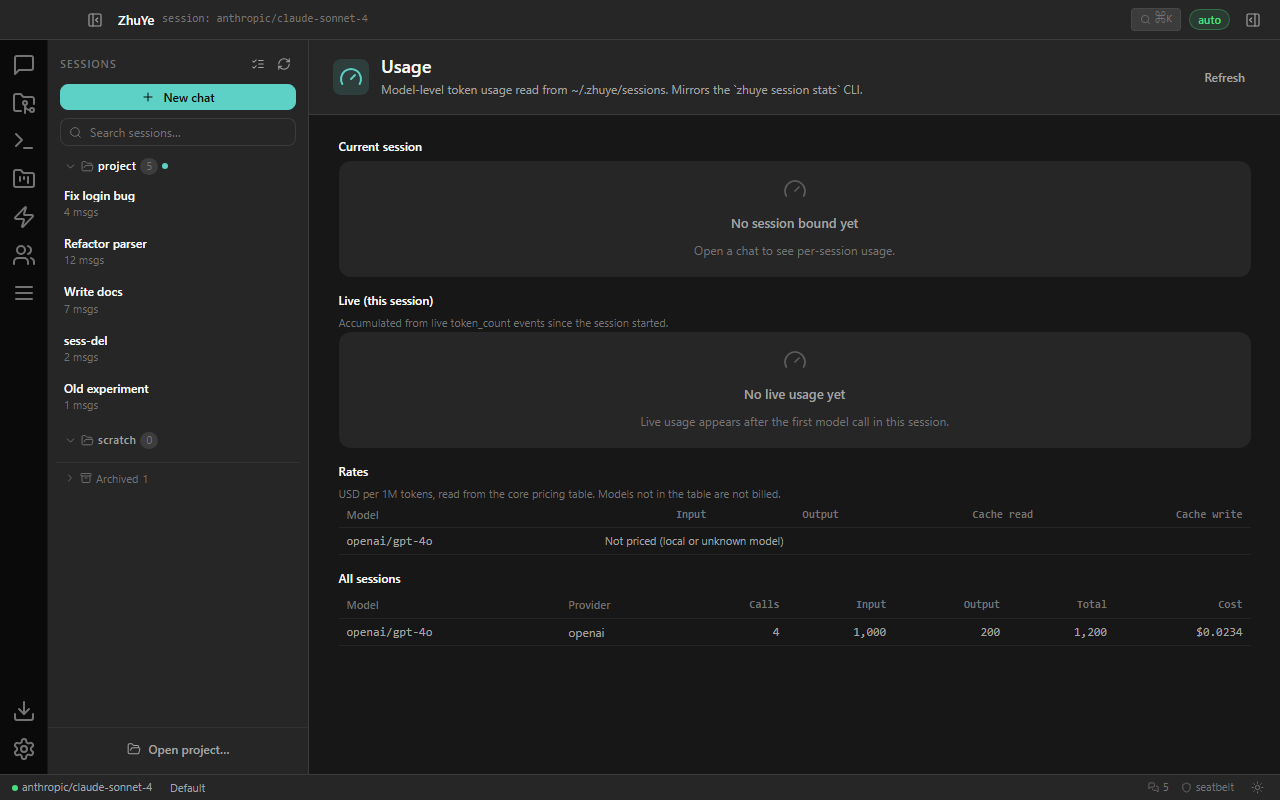 ZhuYe session: anthropic/claude-sonnet-4
⌘K
auto
SESSIONS
New chat
Search sessions...
project 5
Fix login bug
4 msgs
Refactor parser
12 msgs
Write docs
7 msgs
sess-del
2 msgs
Old experiment
1 msgs
scratch 0
Archived 1
Open project...
Usage
Model-level token usage read from ~/.zhuye/sessions. Mirrors the `zhuye session stats` CLI.
Refresh
Current session
No session bound yet
Open a chat to see per-session usage.
Live (this session)
Accumulated from live token_count events since the session started.
No live usage yet
Live usage appears after the first model call in this session.
Rates
USD per 1M tokens, read from the core pricing table. Models not in the table are not billed.
Model Input Output Cache read Cache write
openai/gpt-4o Not priced (local or unknown model)
All sessions
Model Provider Calls Input Output Total Cost
openai/gpt-4o openai 4 1,000 200 1,200 $0.0234
anthropic/claude-sonnet-4 Default
5 seatbelt